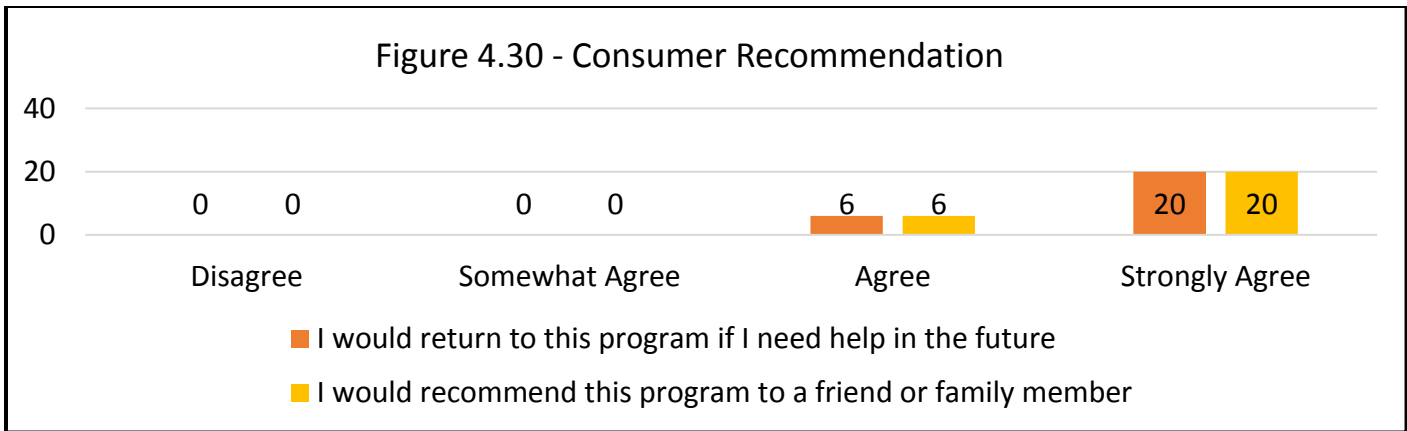 Figure 4.30 - Consumer Recommendation
40
20
0
0 0 0 0 6 6 20 20
Disagree Somewhat Agree Agree Strongly Agree
I would return to this program if I need help in the future
I would recommend this program to a friend or family member